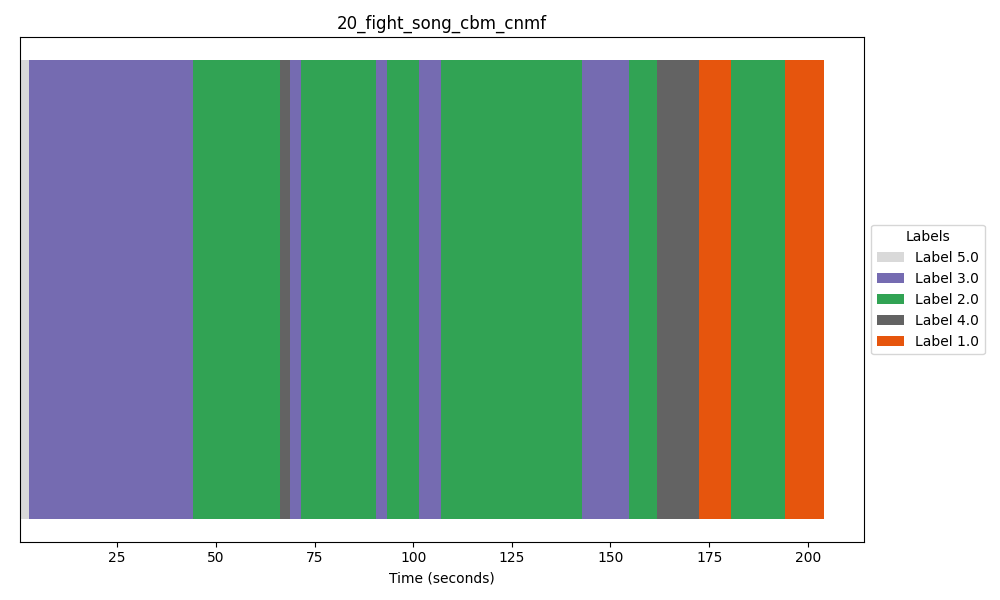 20_fight_song_cbm_cnmf
Labels
Label 5.0
Label 3.0
Label 2.0
Label 4.0
Label 1.0
25 50 75 100 125 150 175 200
Time (seconds)